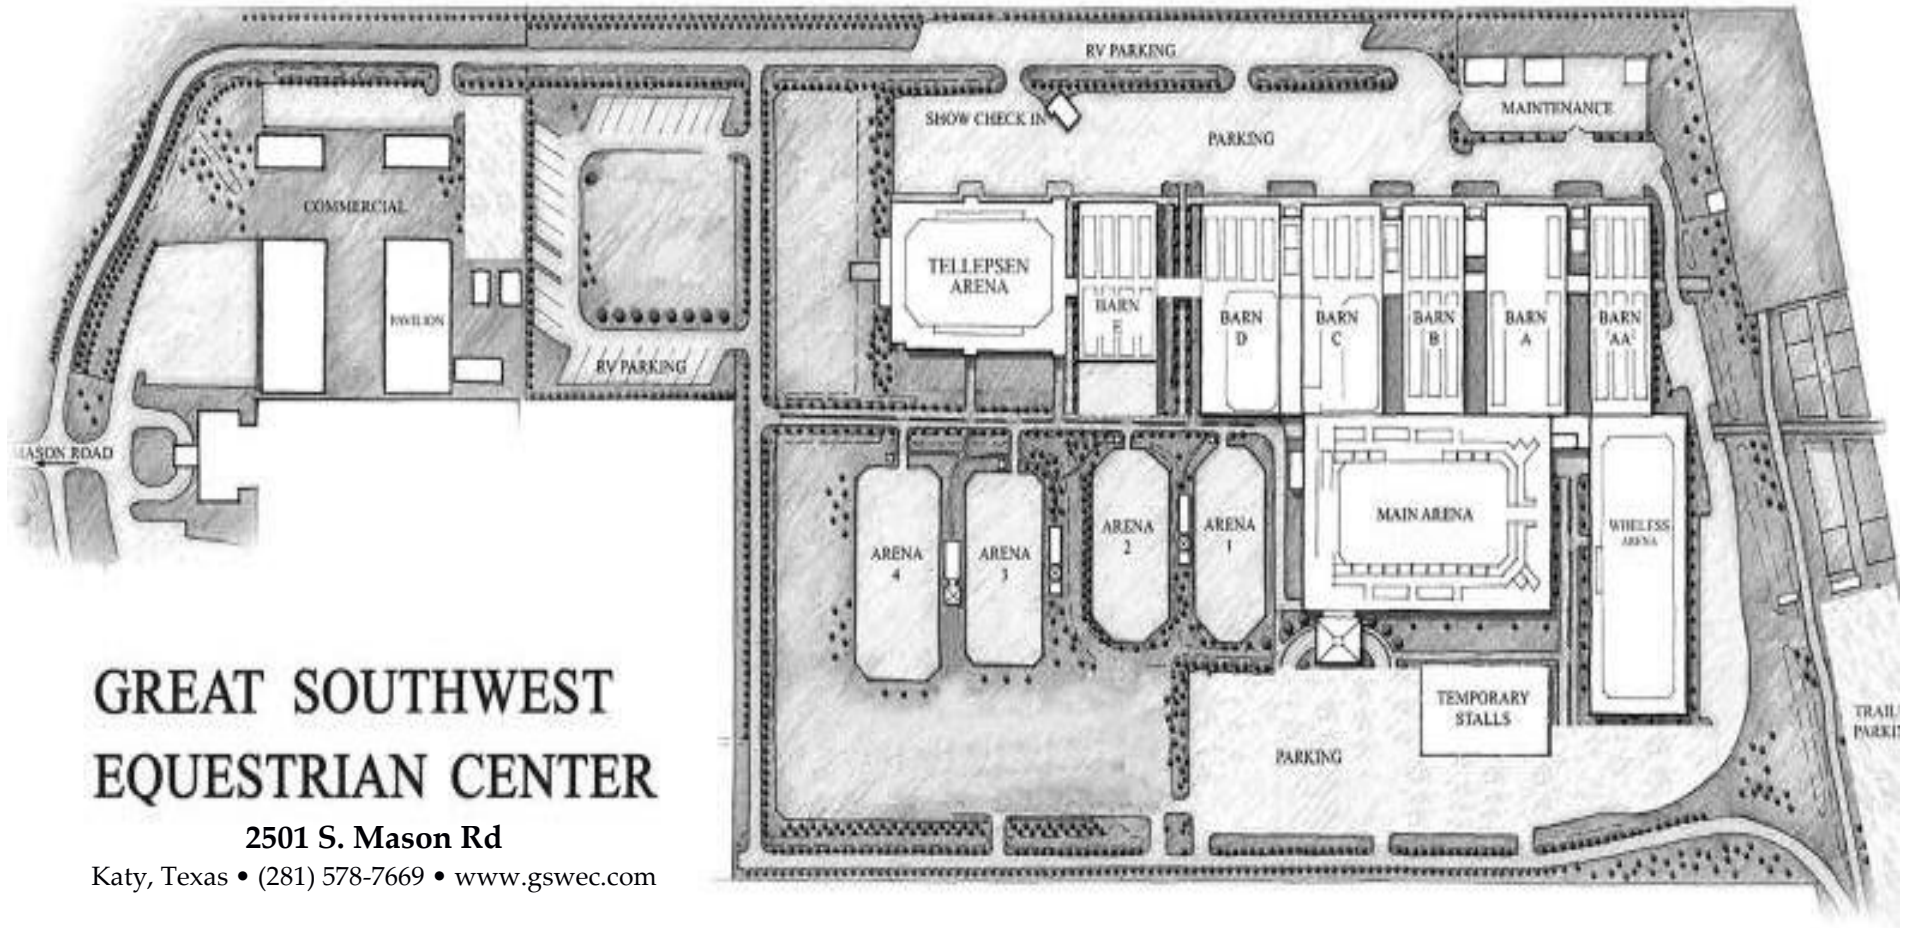 RV PARKING
SHOW CHECK IN
PARKING
MAINTENANCE
COMMERCIAL
PAVILION
RV PARKING
TELLEPSEN
ARENA
BARN
E
BARN
D
BARN
C
BARN
B
BARN
A
BARN
AA
MASON ROAD
ARENA
4
ARENA
3
ARENA
2
ARENA
1
MAIN ARENA
WHELESS
ARENA
TEMPORARY
STALLS
PARKING
GREAT SOUTHWEST
EQUESTRIAN CENTER
2501 S. Mason Rd
Katy, Texas • (281) 578-7669 • www.gswec.com